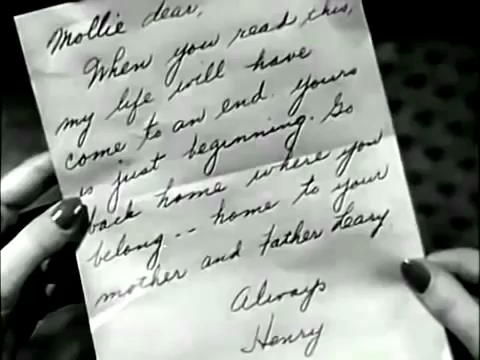 Mollie dear,
When you read this,
my life will have
come to an end. yours
is just beginning. Go
back home where you
belong -- home to your
mother and Father Leary
Always
Henry